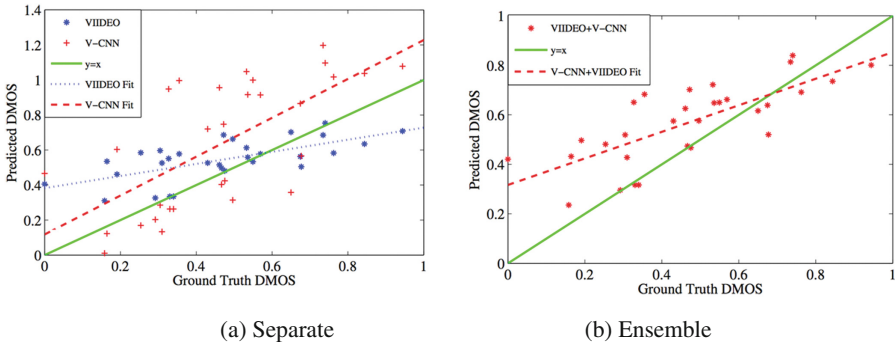 VIIDEO
V-CNN
y=x
VIIDEO Fit
V-CNN Fit
Predicted DMOS
1.4
1.2
1
0.8
0.6
0.4
0.2
0
0
0.2
0.4
0.6
0.8
1
Ground Truth DMOS
(a) Separate
VIIDEO+V-CNN
y=x
V-CNN+VIIDEO Fit
Predicted DMOS
1
0.8
0.6
0.4
0.2
0
0
0.2
0.4
0.6
0.8
1
Ground Truth DMOS
(b) Ensemble